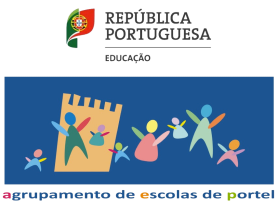 REPÚBLICA
PORTUGUESA
EDUCAÇÃO
agrupamento de escolas de portel